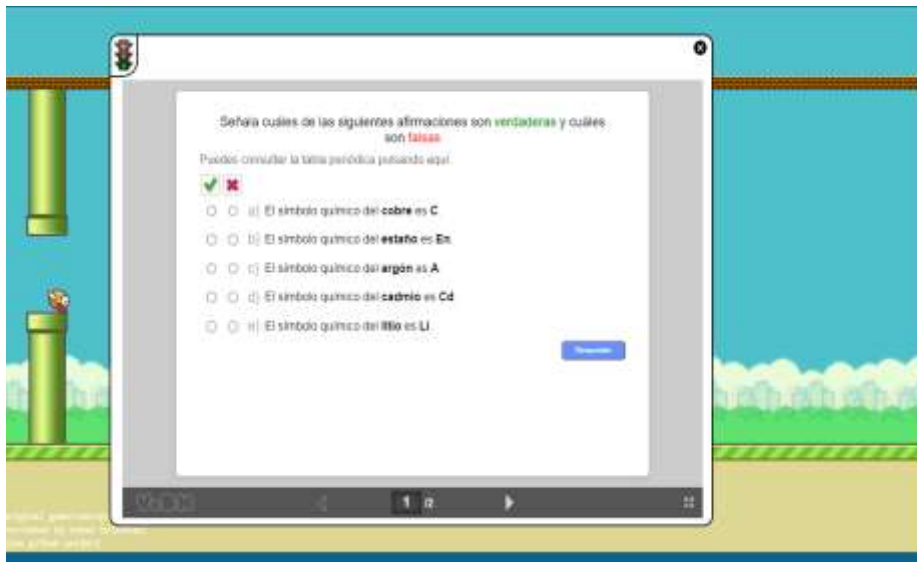 Señala cuáles de las siguientes afirmaciones son verdaderas y cuáles
son falsas
Puedes consultar la tabla periódica pulsando aquí.
a) El símbolo químico del cobre es C
b) El símbolo químico del estaño es En
c) El símbolo químico del argón es A
d) El símbolo químico del cadmio es Cd
e) El símbolo químico del litio es Li
Responder
1 /2